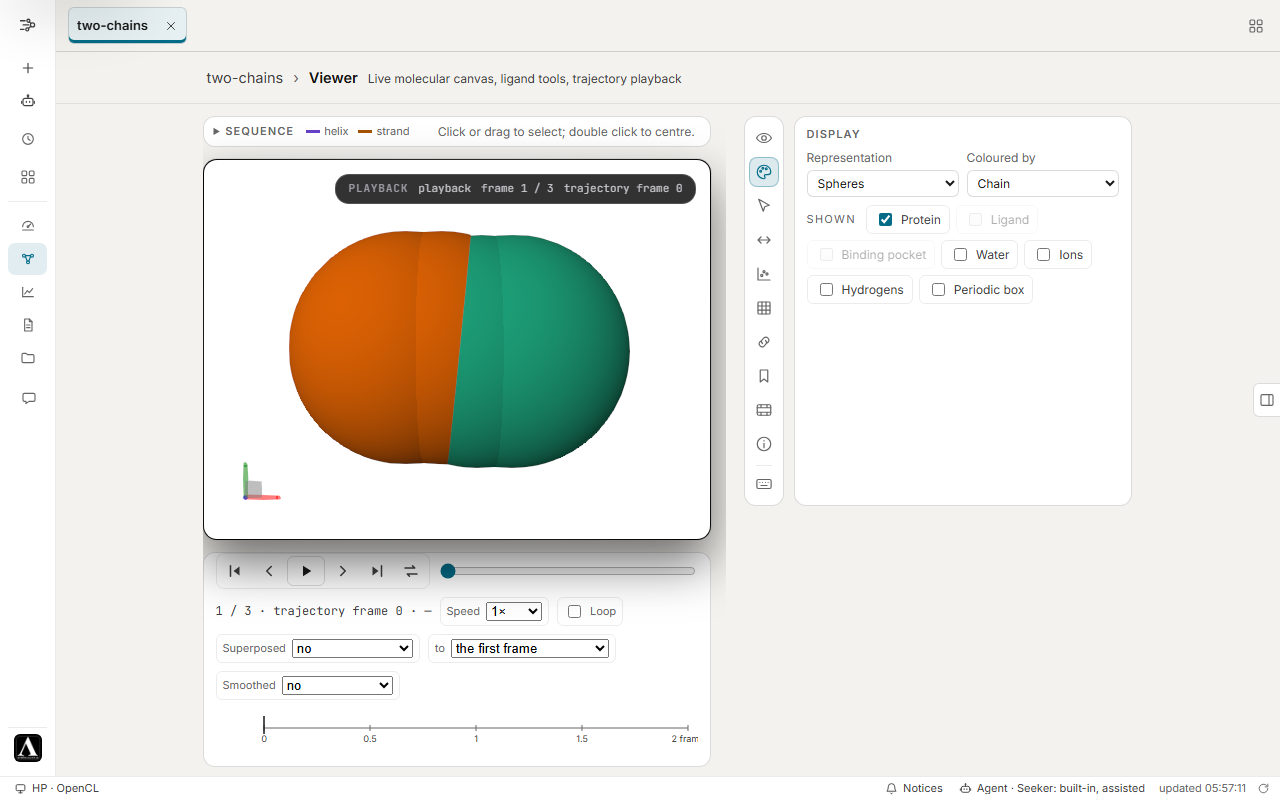 two-chains
two-chains › Viewer Live molecular canvas, ligand tools, trajectory playback
SEQUENCE helix strand Click or drag to select; double click to centre.
PLAYBACK playback frame 1 / 3 trajectory frame 0
1 / 3 · trajectory frame 0 · — Speed 1× Loop
Superposed no to the first frame
Smoothed no
0 0.5 1 1.5 2 fram
DISPLAY
Representation Coloured by
Spheres Chain
SHOWN Protein Ligand
Binding pocket Water Ions
Hydrogens Periodic box
HP · OpenCL Notices Agent · Seeker: built-in, assisted updated 05:57:11